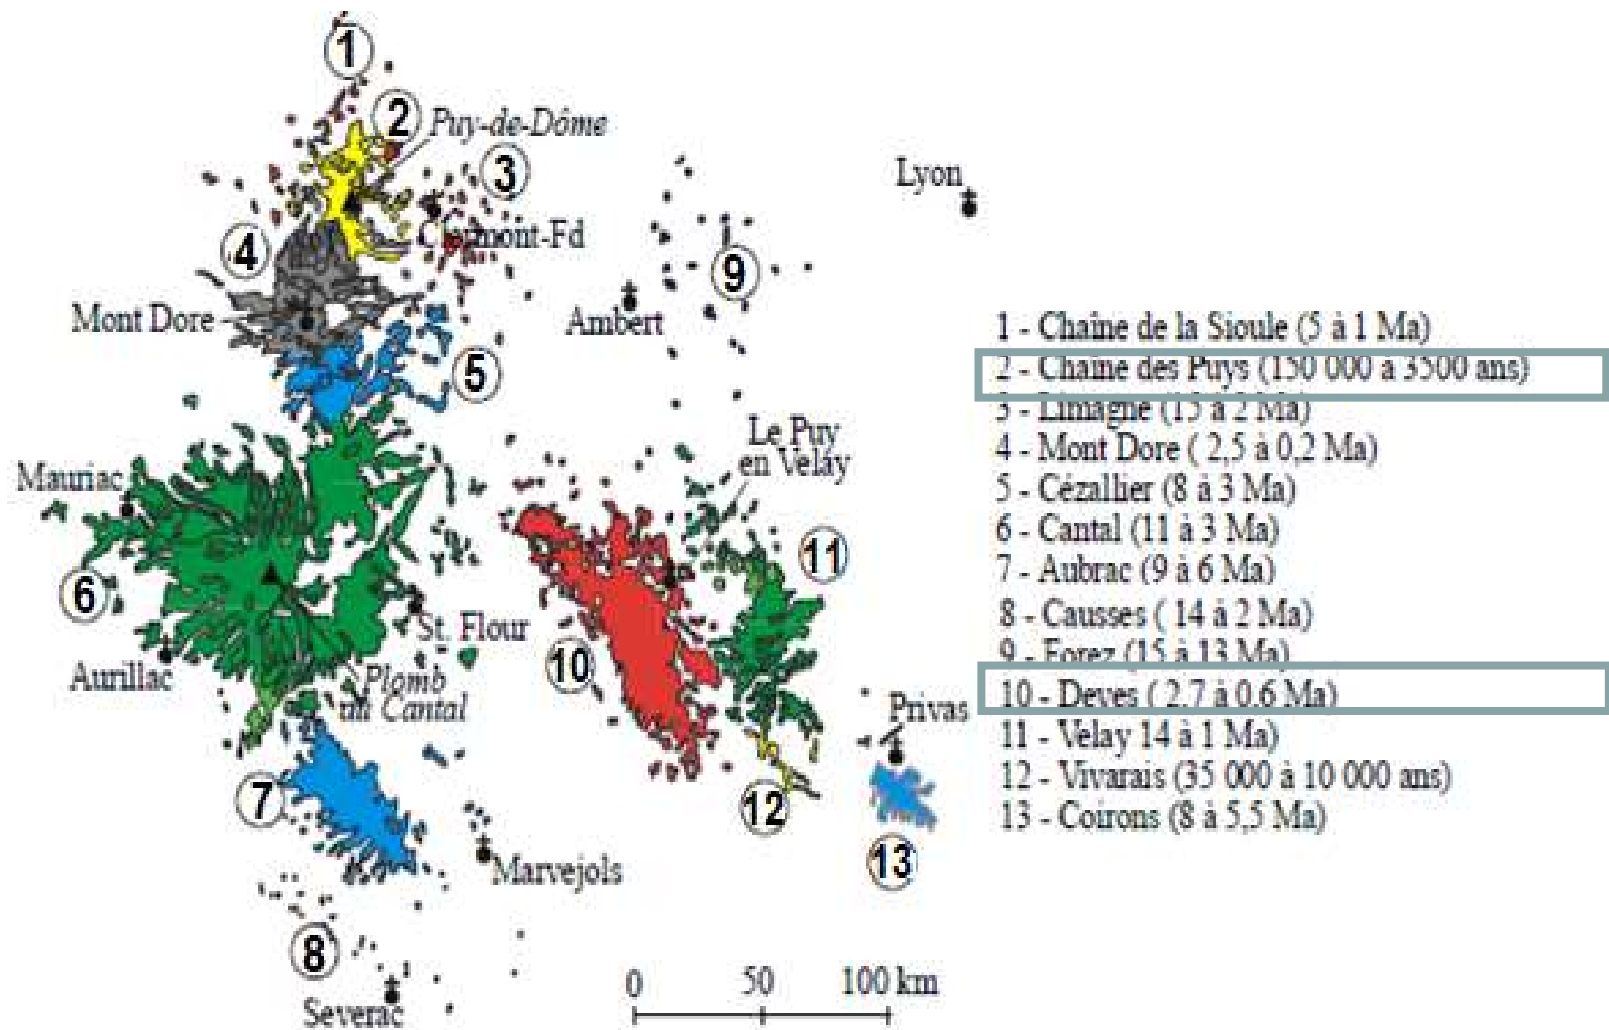 1
2
Puy-de-Dôme
3
Lyon
4
Clermont-Fd
9
Mont Dore
Ambert
5
Le Puy
en Velay
Mauriac
11
6
St. Flour
10
Aurillac
Plomb
du Cantal
Privas
7
12
13
Marvejols
8
Severac
0 50 100 km
1 - Chaîne de la Sioule (5 à 1 Ma)
2 - Chaîne des Puys (150 000 à 3500 ans)
3 - Limagne (15 à 2 Ma)
4 - Mont Dore ( 2,5 à 0,2 Ma)
5 - Cézallier (8 à 3 Ma)
6 - Cantal (11 à 3 Ma)
7 - Aubrac (9 à 6 Ma)
8 - Causses ( 14 à 2 Ma)
9 - Forez (15 à 13 Ma)
10 - Deves ( 2.7 à 0.6 Ma)
11 - Velay 14 à 1 Ma)
12 - Vivarais (35 000 à 10 000 ans)
13 - Coirons (8 à 5,5 Ma)